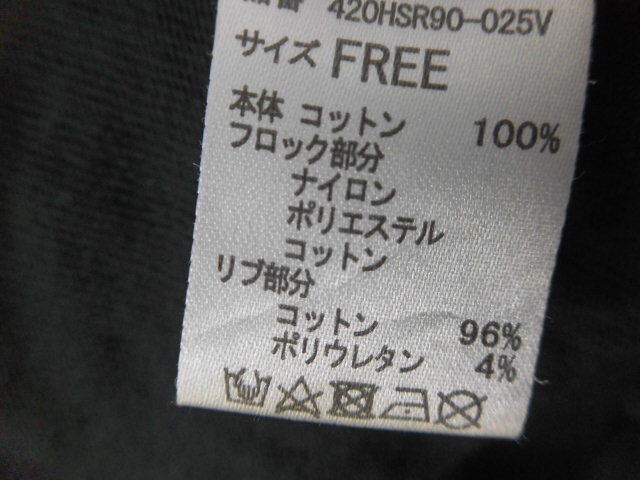 品番 420HSR90-025V
サイズ FREE
本体 コットン 100%
フロック部分
ナイロン
ポリエステル
コットン
リブ部分
コットン 96%
ポリウレタン 4%